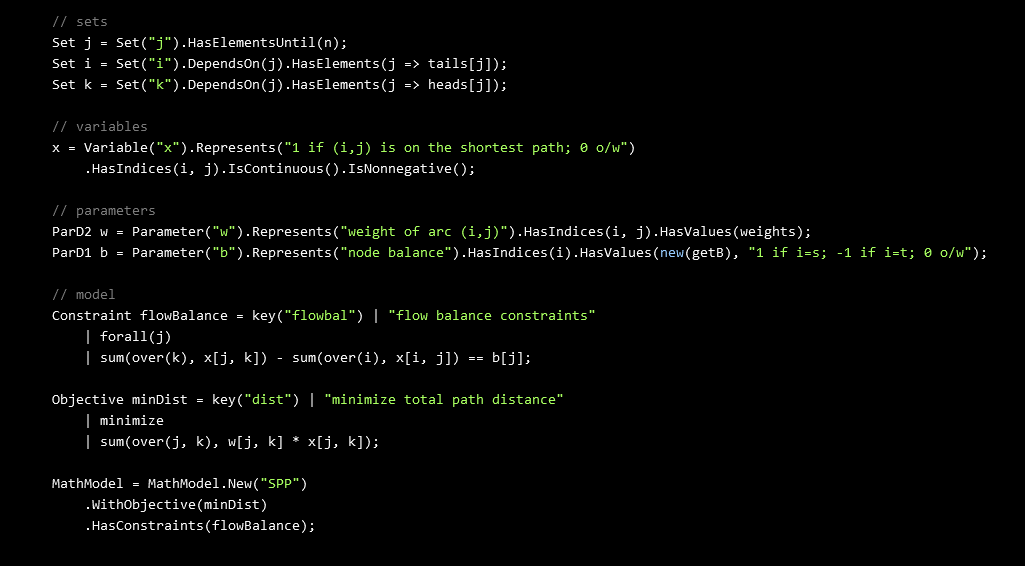 // sets
Set j = Set("j").HasElementsUntil(n);
Set i = Set("i").DependsOn(j).HasElements(j => tails[j]);
Set k = Set("k").DependsOn(j).HasElements(j => heads[j]);
// variables
x = Variable("x").Represents("1 if (i,j) is on the shortest path; 0 o/w")
.HasIndices(i, j).IsContinuous().IsNonnegative();
// parameters
ParD2 w = Parameter("w").Represents("weight of arc (i,j)").HasIndices(i, j).HasValues(weights);
ParD1 b = Parameter("b").Represents("node balance").HasIndices(i).HasValues(new(getB), "1 if i=s; -1 if i=t; 0 o/w");
// model
Constraint flowBalance = key("flowbal") | "flow balance constraints"
| forall(j)
| sum(over(k), x[j, k]) - sum(over(i), x[i, j]) == b[j];
Objective minDist = key("dist") | "minimize total path distance"
| minimize
| sum(over(j, k), w[j, k] * x[j, k]);
MathModel = MathModel.New("SPP")
.WithObjective(minDist)
.HasConstraints(flowBalance);